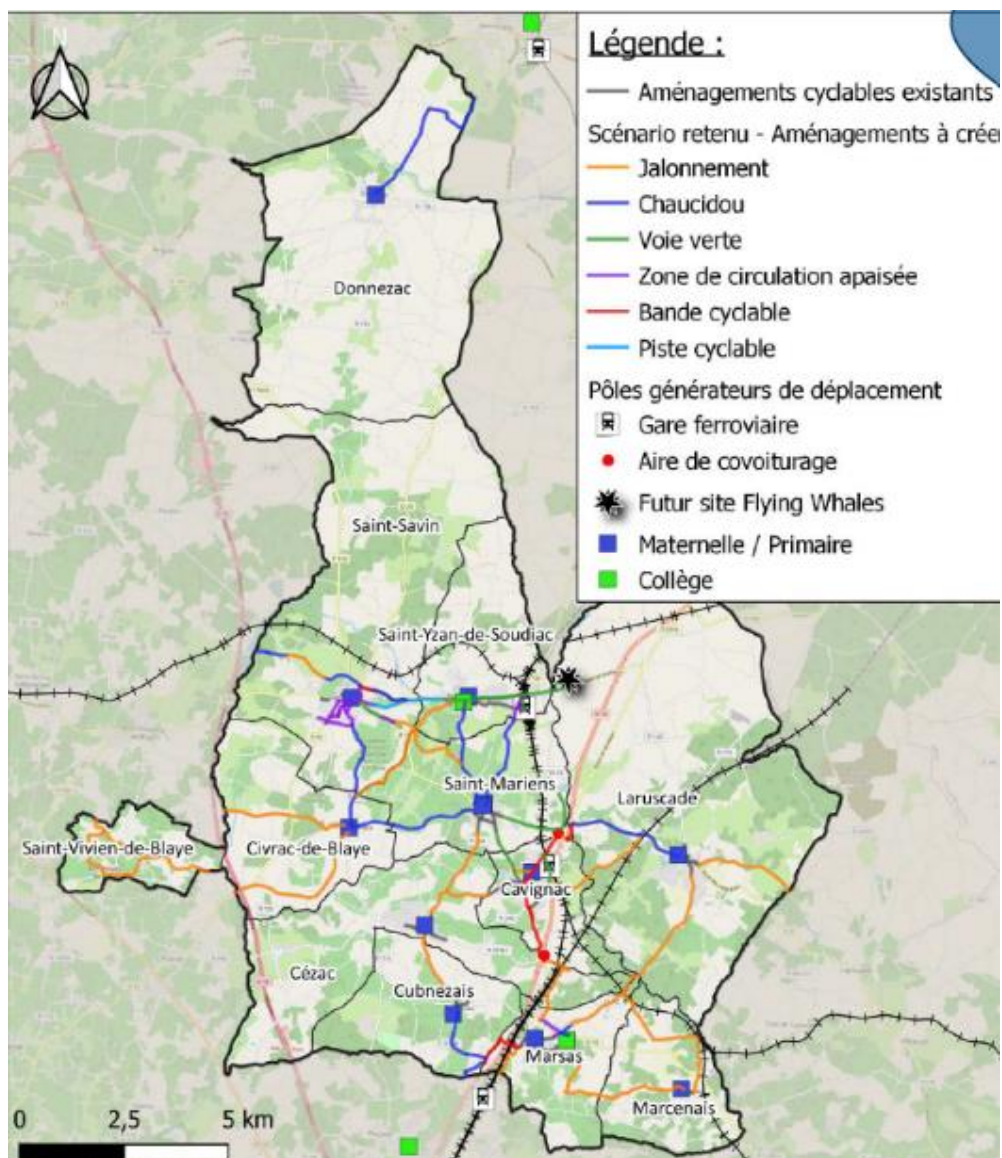 N
Légende :
Aménagements cyclables existants
Scénario retenu - Aménagements à crée
Jalonnement
Chaucidou
Voie verte
Zone de circulation apaisée
Bande cyclable
Piste cyclable
Pôles générateurs de déplacement
Gare ferroviaire
Aire de covoiturage
Futur site Flying Whales
Maternelle / Primaire
Collège
Donnezac
Saint-Savin
Saint-Yzan-de-Soudiac
Saint-Mariens
Laruscade
Saint-Vivien-de-Blaye
Civrac-de-Blaye
Cavignac
Cézac
Cubnezais
Marsas
Marcenais
0 2,5 5 km